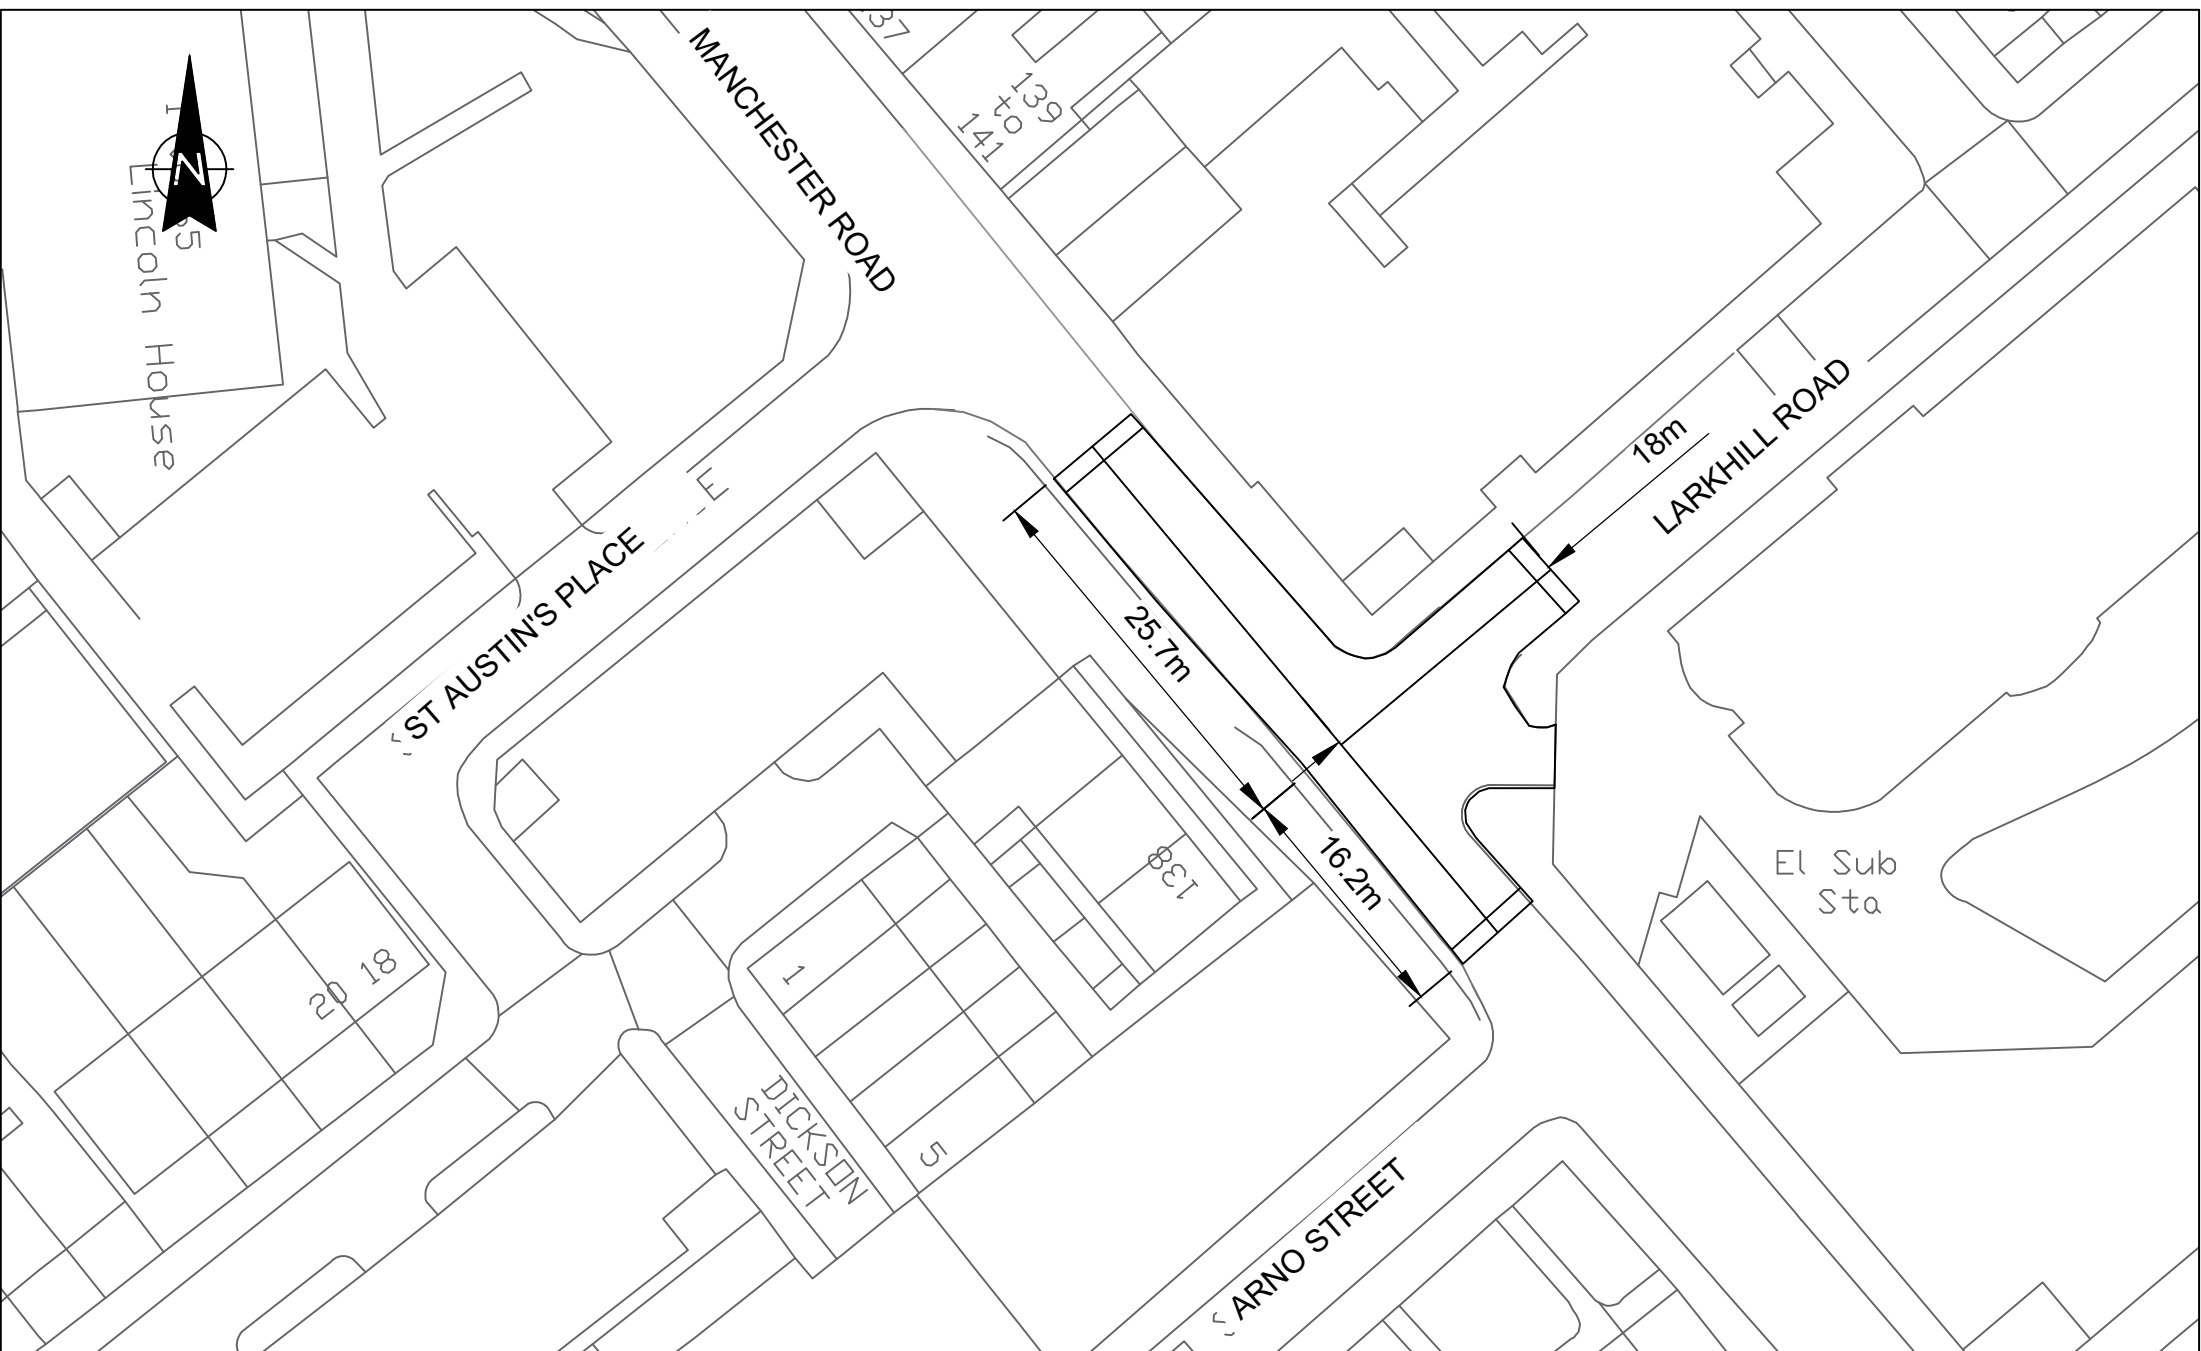 MANCHESTER ROAD
139
to
141
N
Lincoln House
18m
LARKHILL ROAD
E
ST AUSTIN'S PLACE
25.7m
16.2m
138
El Sub
Sta
20 18
1
5
DICKSON
STREET
ARNO STREET